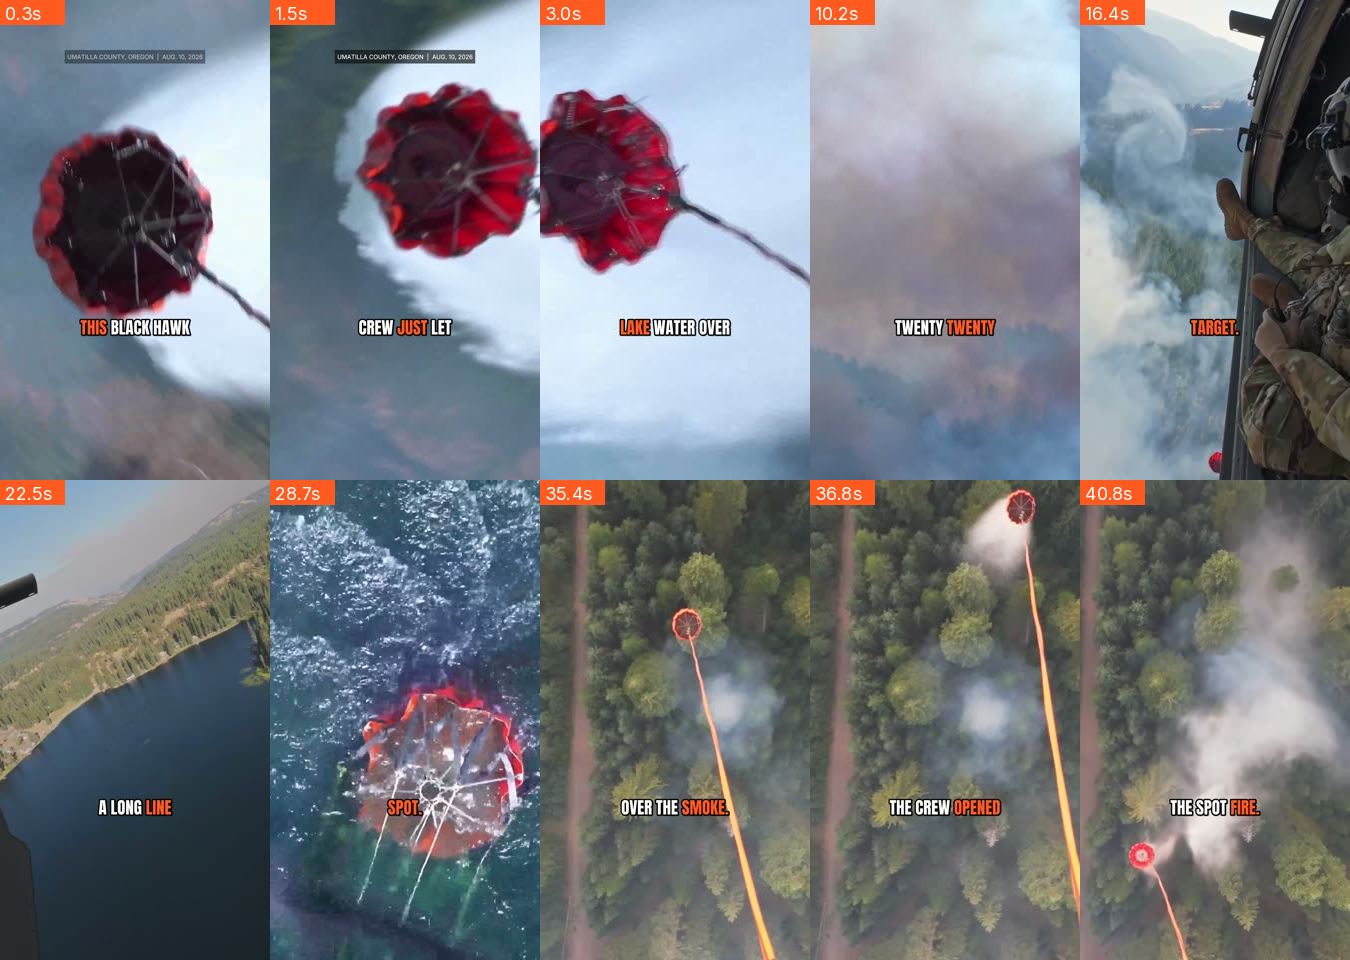 0.3s
UMATILLA COUNTY, OREGON | AUG. 10, 2026
THIS BLACK HAWK
1.5s
UMATILLA COUNTY, OREGON | AUG. 10, 2026
CREW JUST LET
3.0s
LAKE WATER OVER
10.2s
TWENTY TWENTY
16.4s
TARGET.
22.5s
A LONG LINE
28.7s
SPOT.
35.4s
OVER THE SMOKE.
36.8s
THE CREW OPENED
40.8s
THE SPOT FIRE.